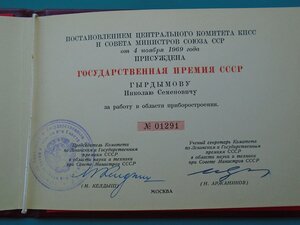 ПОСТАНОВЛЕНИЕМ ЦЕНТРАЛЬНОГО КОМИТЕТА КПСС
И СОВЕТА МИНИСТРОВ СОЮЗА ССР
от 4 ноября 1969 года
ПРИСУЖДЕНА
ГОСУДАРСТВЕННАЯ ПРЕМИЯ СССР
ГЫРДЫМОВУ
Николаю Семеновичу
за работу в области приборостроения.
№ 01291
Председатель Комитета
по Ленинским и Государственным
премиям СССР
в области науки и техники
при Совете Министров СССР
(М. КЕЛДЫШ)
Ученый секретарь Комитета
по Ленинским и Государственным
премиям СССР
в области науки и техники
при Совете Министров СССР
(И. АРЖАНИКОВ)
МОСКВА